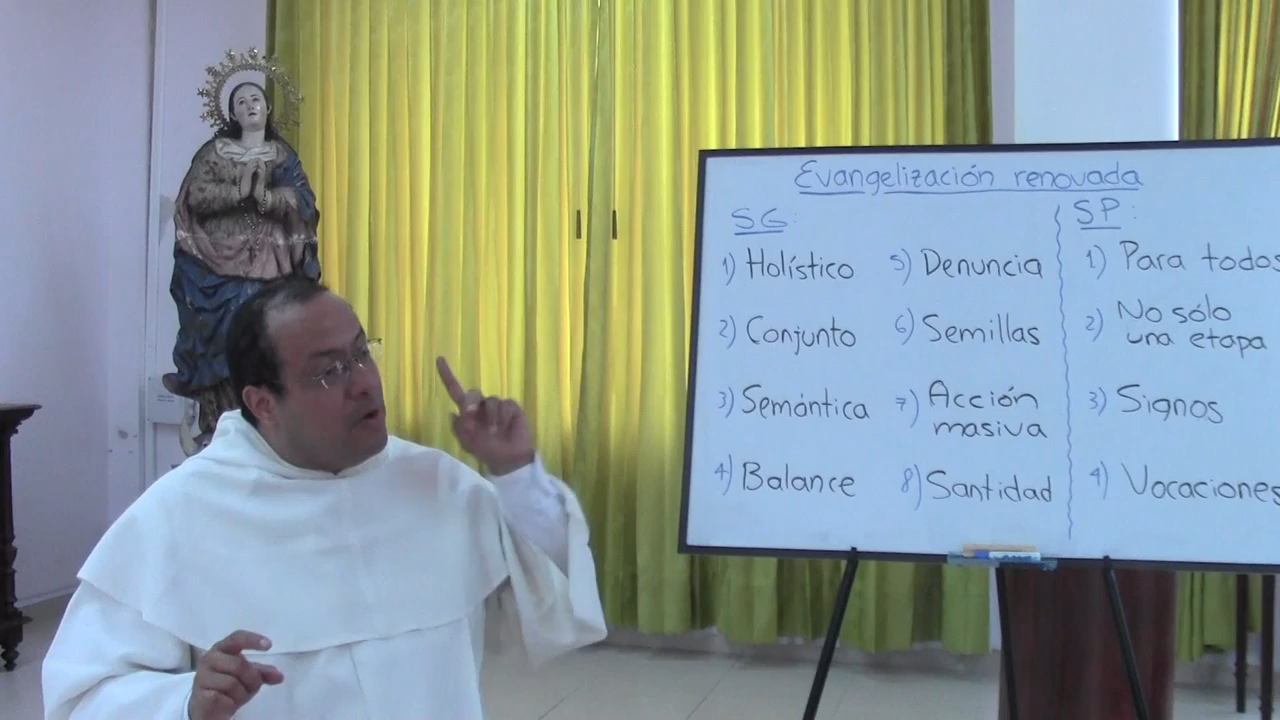 Evangelización renovada
SG:
1) Holístico
2) Conjunto
3) Semántica
4) Balance
5) Denuncia
6) Semillas
7) Acción
masiva
8) Santidad
SP:
1) Para todos
2) No sólo
una etapa
3) Signos
4) Vocaciones